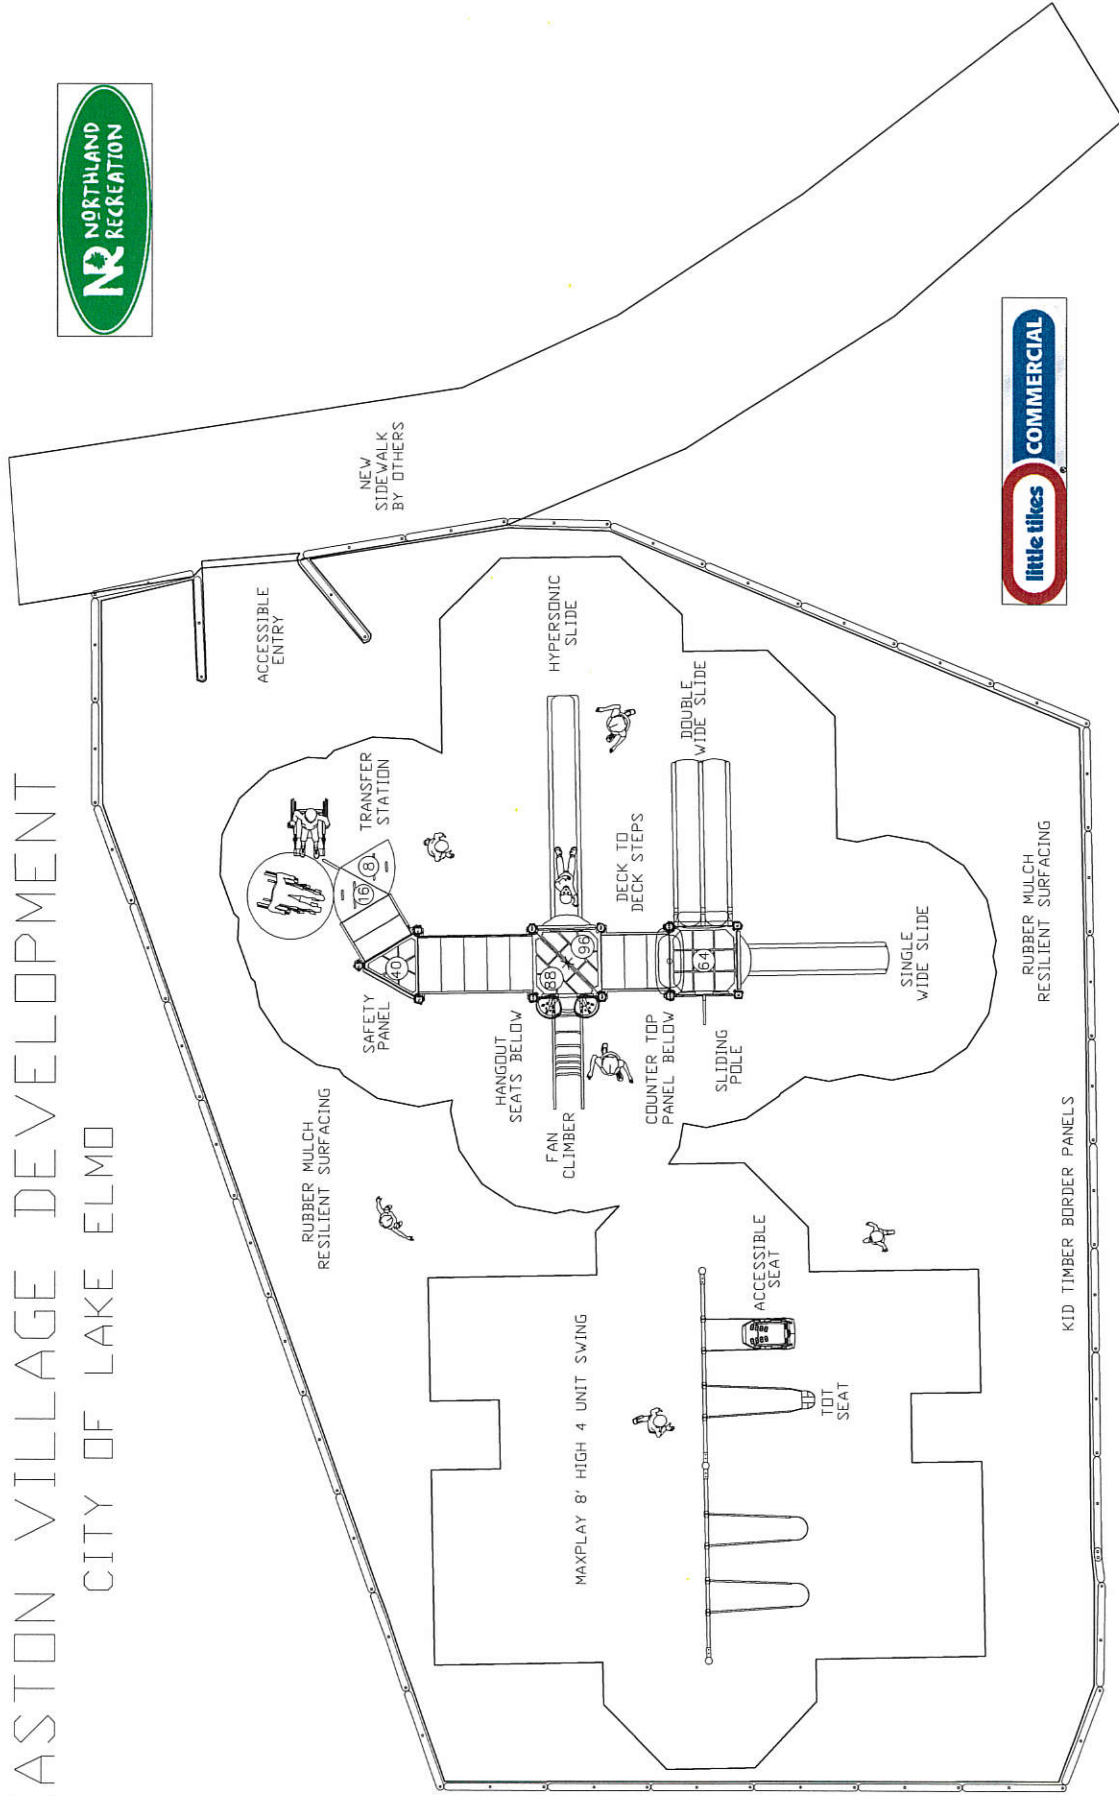 ASTON VILLAGE DEVELOPMENT
CITY OF LAKE ELMO
NR NORTHLAND
RECREATION
NEW
SIDEWALK
BY OTHERS
ACCESSIBLE
ENTRY
RUBBER MULCH
RESILIENT SURFACING
SAFETY
PANEL
TRANSFER
STATION
40
16
8
HANGOUT
SEATS BELOW
88
96
HYPERSONIC
SLIDE
FAN
CLIMBER
DECK TO
DECK STEPS
COUNTER TOP
PANEL BELOW
64
DOUBLE
WIDE SLIDE
SLIDING
POLE
SINGLE
WIDE SLIDE
MAXPLAY 8' HIGH 4 UNIT SWING
ACCESSIBLE
SEAT
TOT
SEAT
RUBBER MULCH
RESILIENT SURFACING
KID TIMBER BORDER PANELS
little tikes COMMERCIAL